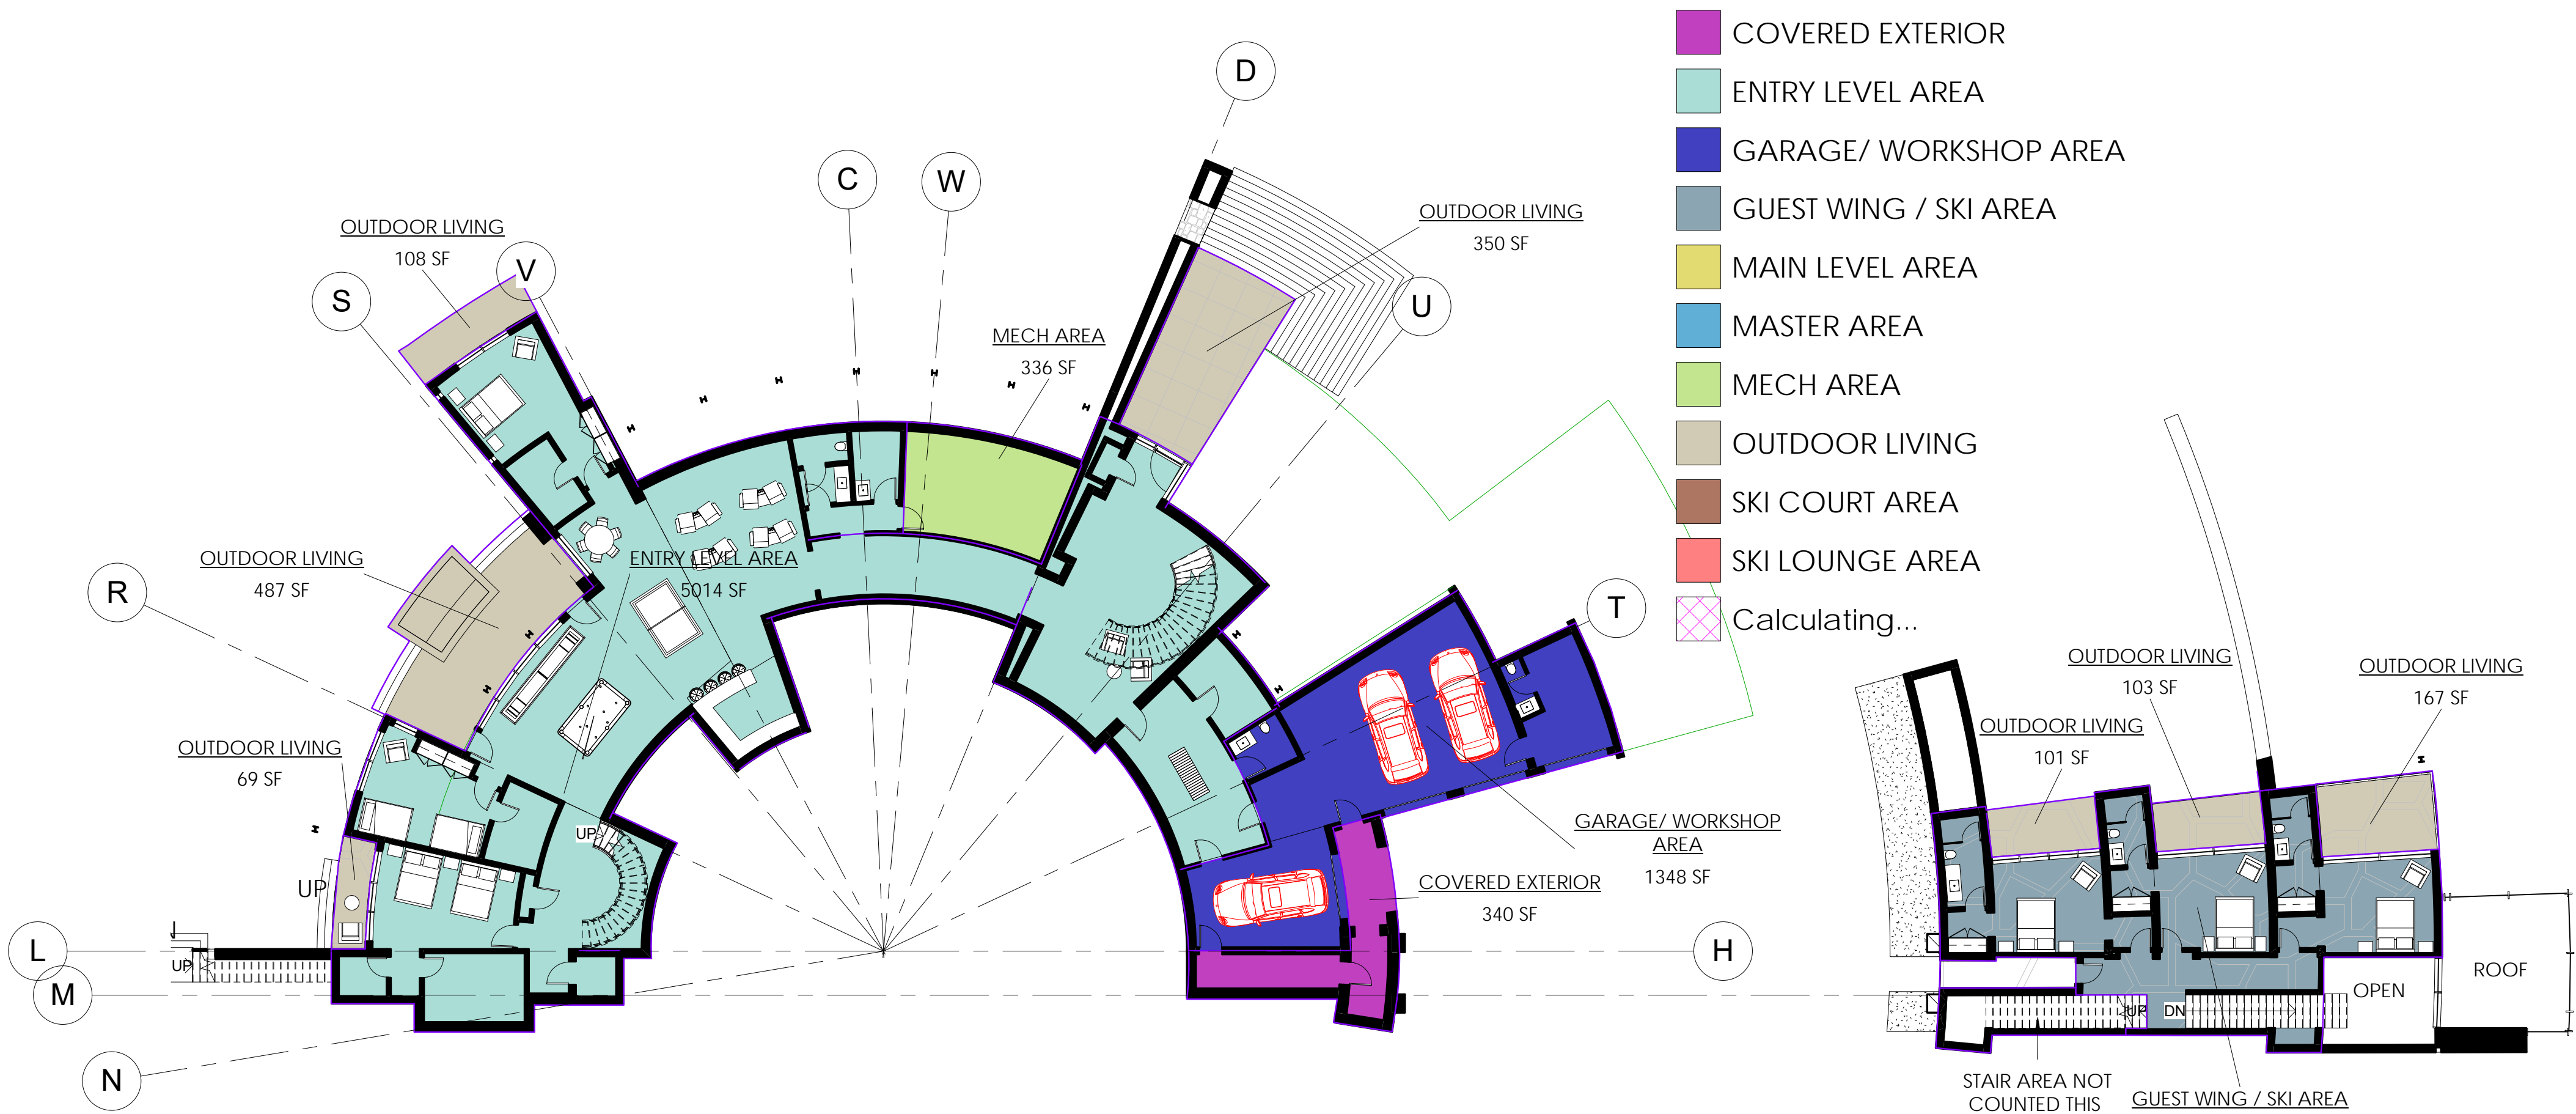 COVERED EXTERIOR
ENTRY LEVEL AREA
GARAGE/ WORKSHOP AREA
GUEST WING / SKI AREA
MAIN LEVEL AREA
MASTER AREA
MECH AREA
OUTDOOR LIVING
SKI COURT AREA
SKI LOUNGE AREA
Calculating...
D
C
W
OUTDOOR LIVING
350 SF
OUTDOOR LIVING
108 SF
V
S
U
MECH AREA
336 SF
OUTDOOR LIVING
487 SF
ENTRY LEVEL AREA
5014 SF
R
T
OUTDOOR LIVING
69 SF
UP
UP
GARAGE/ WORKSHOP
AREA
1348 SF
COVERED EXTERIOR
340 SF
L
UP
H
M
N
OUTDOOR LIVING
103 SF
OUTDOOR LIVING
167 SF
OUTDOOR LIVING
101 SF
ROOF
OPEN
UP
DN
STAIR AREA NOT
COUNTED THIS
GUEST WING / SKI AREA